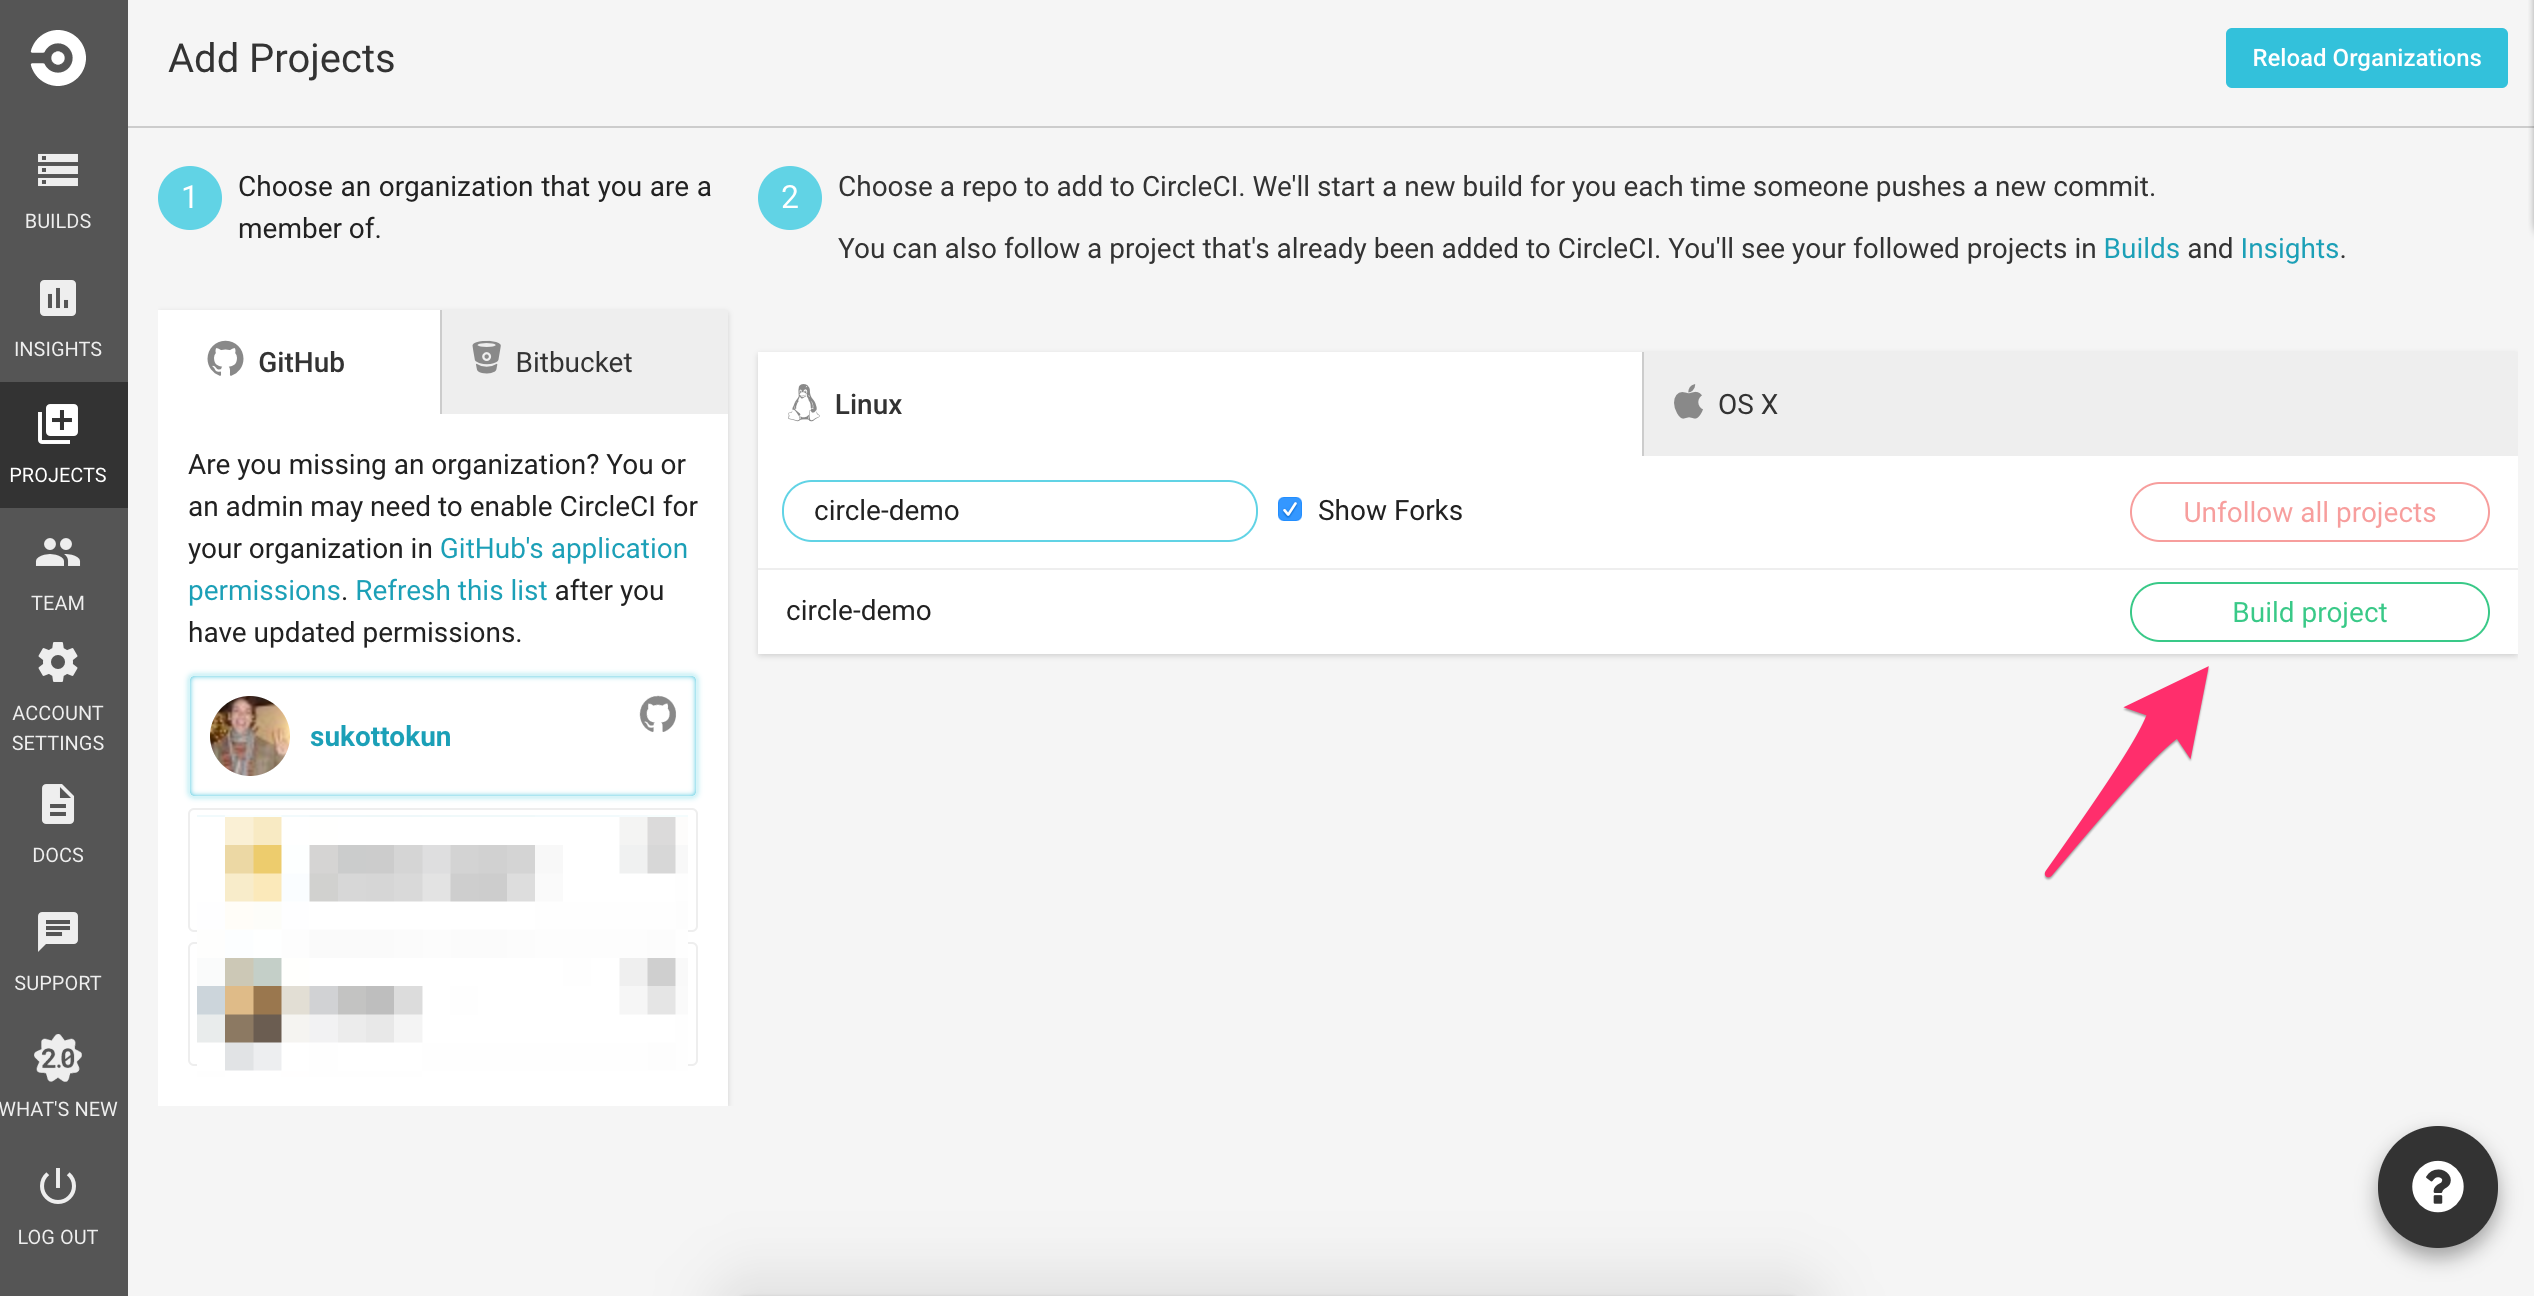 Add Projects
Reload Organizations
BUILDS
INSIGHTS
PROJECTS
TEAM
ACCOUNT
SETTINGS
DOCS
SUPPORT
2.0
WHAT'S NEW
LOG OUT
1
Choose an organization that you are a
member of.
GitHub
Bitbucket
Are you missing an organization? You or
an admin may need to enable CircleCI for
your organization in GitHub's application
permissions. Refresh this list after you
have updated permissions.
sukottokun
2
Choose a repo to add to CircleCI. We'll start a new build for you each time someone pushes a new commit.
You can also follow a project that's already been added to CircleCI. You'll see your followed projects in Builds and Insights.
Linux
OS X
circle-demo
Show Forks
Unfollow all projects
circle-demo
Build project
?